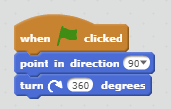 when clicked
point in direction 90▼
turn 360 degrees